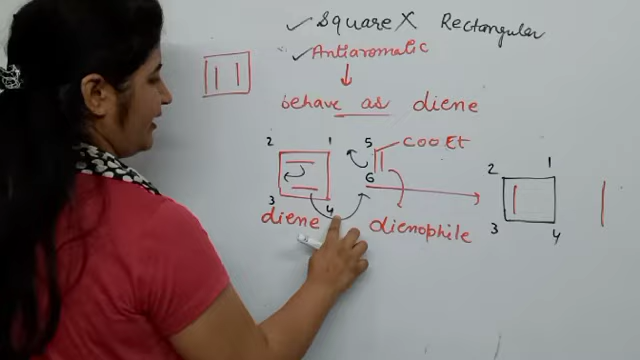 ✓ Square X Rectangular
✓ Antiaromatic
↓
behave as diene
2 1 5 COOEt
6
3 4
diene dienophile
2 1
3 4